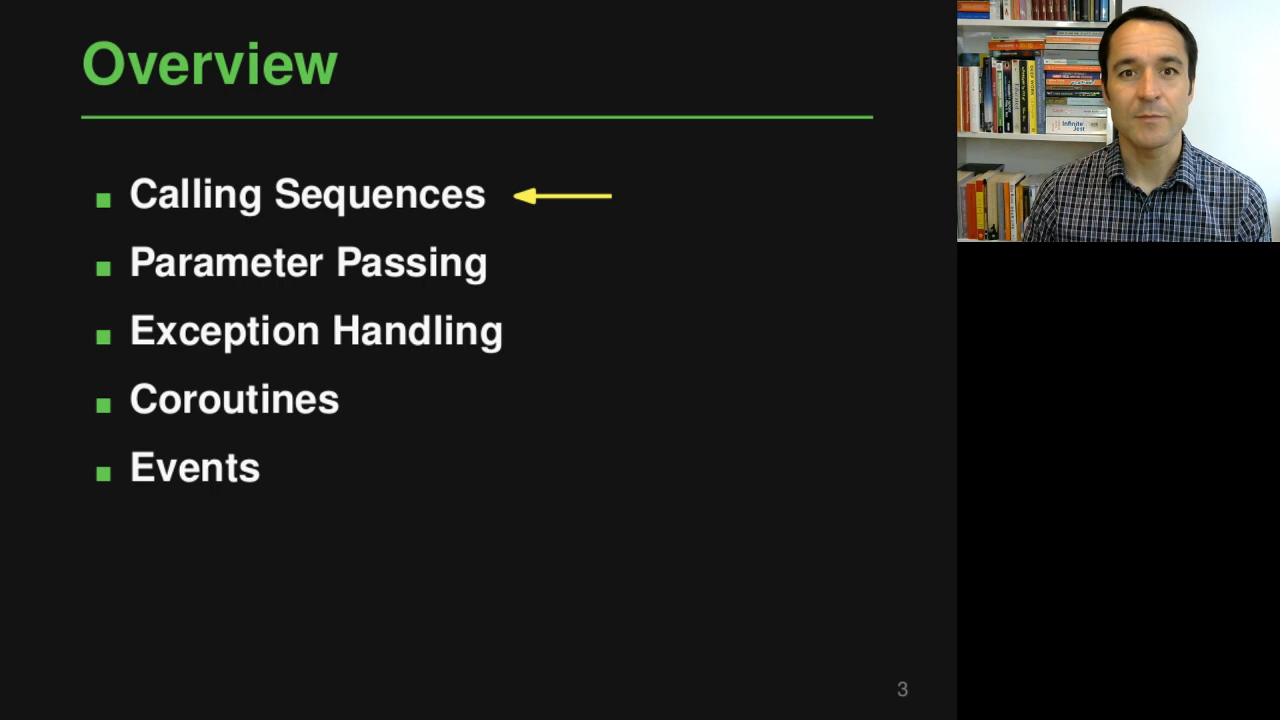 Overview
Calling Sequences
Parameter Passing
Exception Handling
Coroutines
Events
3
Infinite
Jest